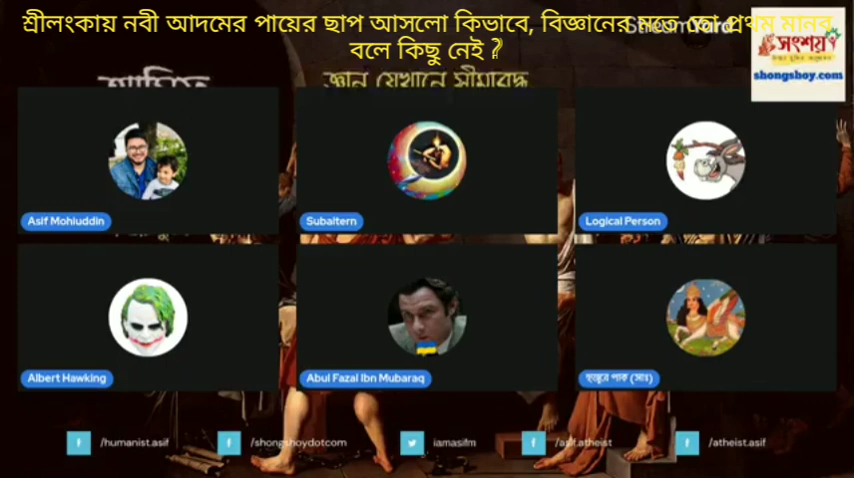 শ্রীলংকায় নবী আদমের পায়ের ছাপ আসলো কিভাবে, বিজ্ঞানের মতে তো প্রথম মানব
বলে কিছু নেই ?
StreamYard
সংশয়
shongshoy.com
জ্ঞান যেখানে সীমাবদ্ধ
Asif Mohiuddin
Subaltern
Logical Person
Albert Hawking
Abul Fazal Ibn Mubaraq
হুজুরে পাক (সাঃ)
/humanist.asif
/shongshoydotcom
iamasifm
/asif.atheist
/atheist.asif